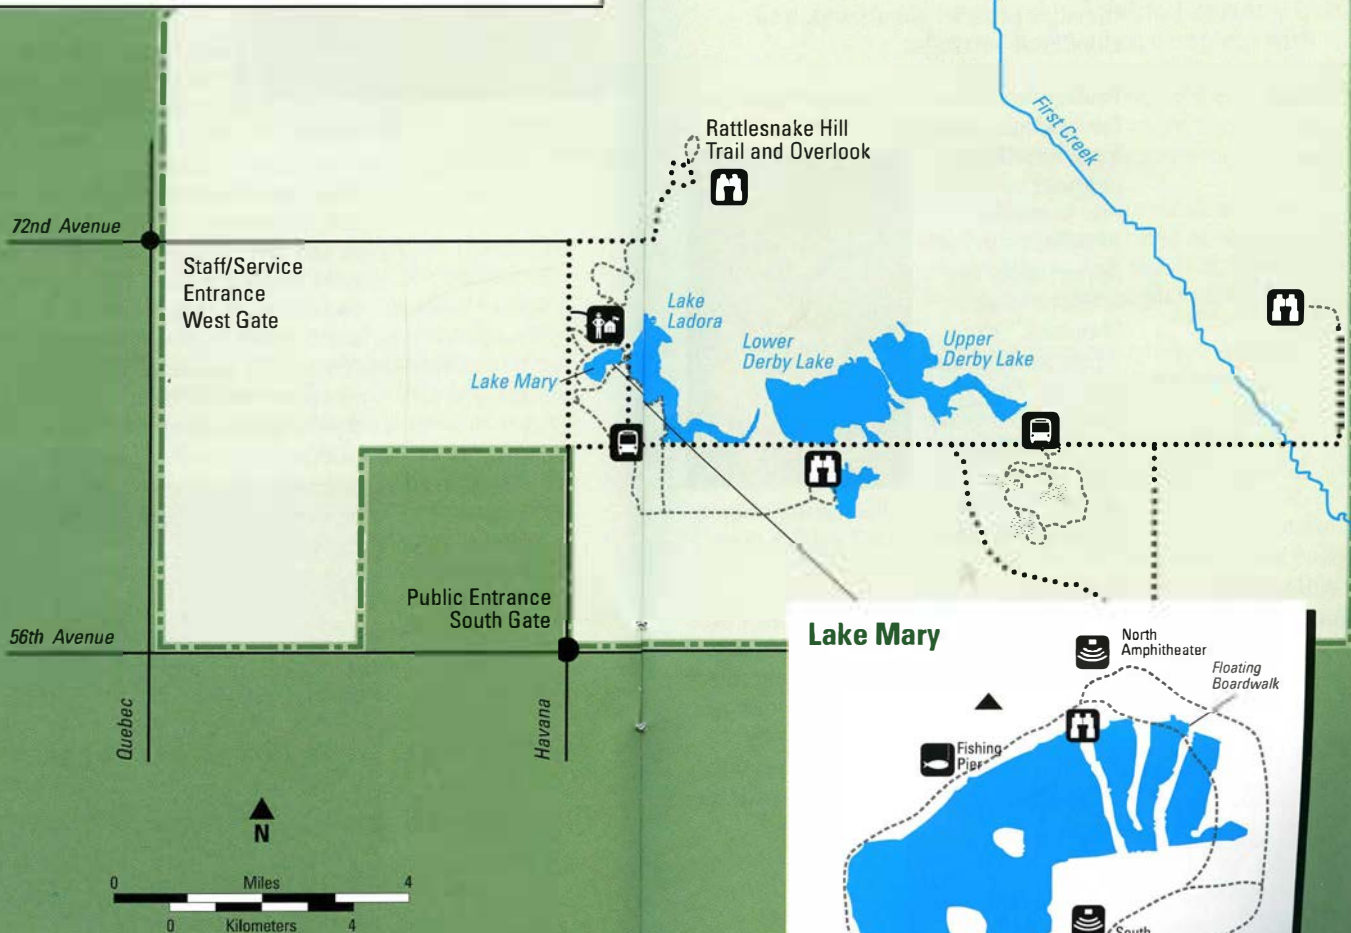 First Creek
Rattlesnake Hill
Trail and Overlook
72nd Avenue
Staff/Service
Entrance
West Gate
Lake
Ladora
Lower
Derby Lake
Upper
Derby Lake
Lake Mary
Public Entrance
South Gate
56th Avenue
Quebec
Havana
N
0 Miles 4
0 Kilometers 4
Lake Mary
North
Amphitheater
Floating
Boardwalk
Fishing
Pier
South